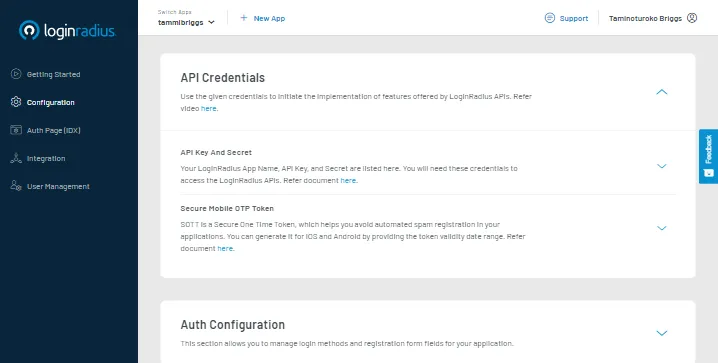 loginradius
Getting Started
Configuration
Auth Page (IDX)
Integration
User Management
Switch Apps
tammibriggs
New App
Support
Taminoturoko Briggs
API Credentials
Use the given credentials to initiate the implementation of features offered by LoginRadius APIs. Refer
video here.
API Key And Secret
Your LoginRadius App Name, API Key, and Secret are listed here. You will need these credentials to
access the LoginRadius APIs. Refer document here.
Secure Mobile OTP Token
SOTT is a Secure One Time Token, which helps you avoid automated spam registration in your
applications. You can generate it for iOS and Android by providing the token validity date range. Refer
document here.
Auth Configuration
This section allows you to manage login methods and registration form fields for your application.
Feedback